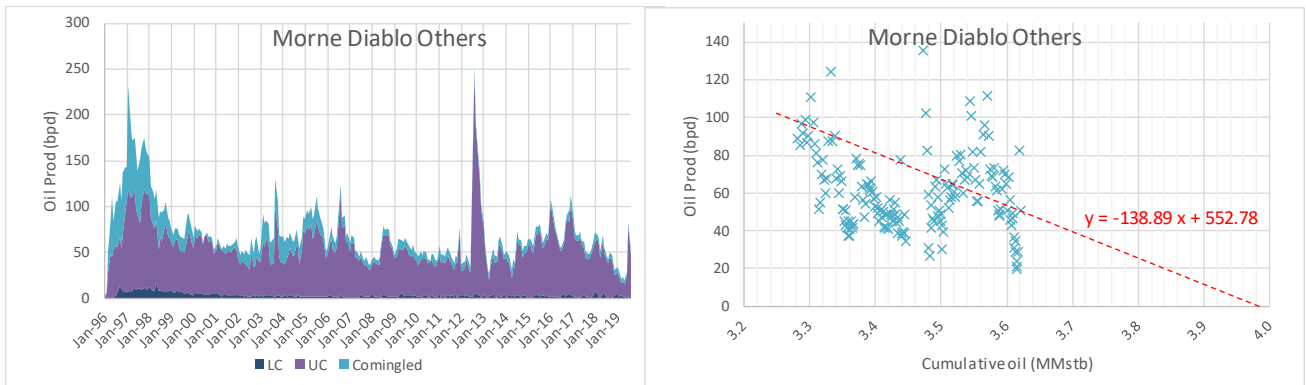 Morne Diablo Others
Oil Prod (bpd)
300
250
200
150
100
50
0
Jan-96
Jan-97
Jan-98
Jan-99
Jan-00
Jan-01
Jan-02
Jan-03
Jan-04
Jan-05
Jan-06
Jan-07
Jan-08
Jan-09
Jan-10
Jan-11
Jan-12
Jan-13
Jan-14
Jan-15
Jan-16
Jan-17
Jan-18
Jan-19
LC UC Comingled
Morne Diablo Others
Oil Prod (bpd)
140
120
100
80
60
40
20
0
y = -138.89 x + 552.78
3.2
3.3
3.4
3.5
3.6
3.7
3.8
3.9
4.0
Cumulative oil (MMstb)